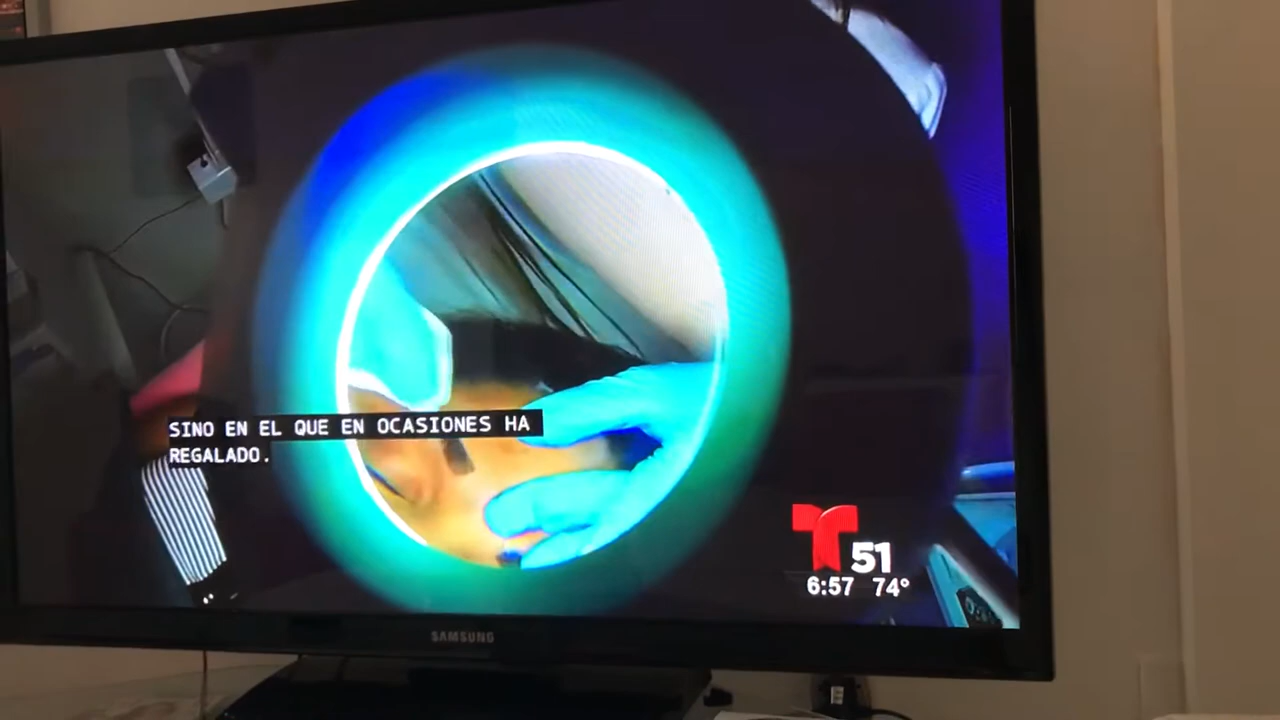 SINO EN EL QUE EN OCASIONES HA
REGALADO.
T 51
6:57 74°
SAMSUNG